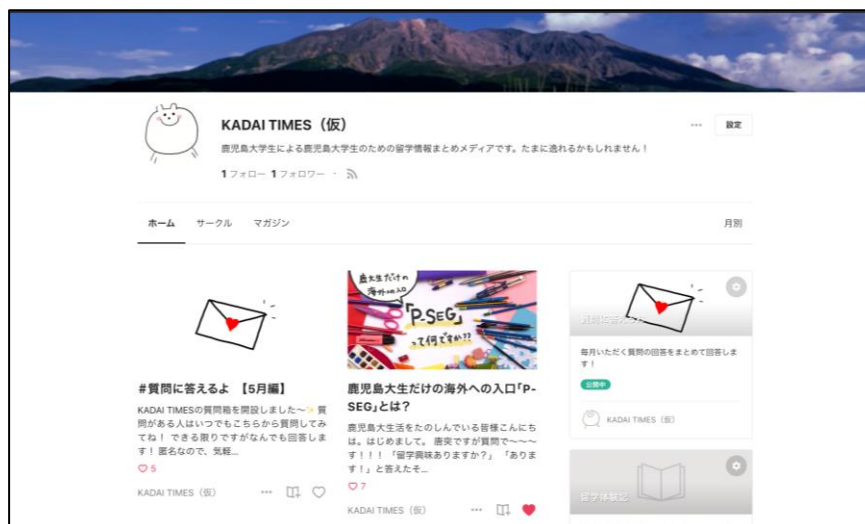 KADAI TIMES（仮）
設定
鹿児島大学生による鹿児島大学生のための留学情報まとめメディアです。たまに逸れるかもしれません！
1 フォロー 1 フォロワー ・
ホーム サークル マガジン 月別
#質問に答えるよ 【5月編】
KADAI TIMESの質問箱を開設しました〜✨質
問がある人はいつでもこちらから質問してみ
てね！ できる限りですがなんでも回答しま
す！ 匿名なので、気軽...
5
KADAI TIMES（仮）
鹿大生だけの
海外への入口
「P-SEG」
って何ですか??
鹿児島大生だけの海外への入口「P-
SEG」とは？
鹿児島大生活をたのしんでいる皆様こんにち
は。はじめまして。 唐突ですが質問で〜〜〜
す！！！ 「留学興味ありますか？」 「ありま
す！」と答えたそ...
7
KADAI TIMES（仮）
質問に答えるよ
毎月いただく質問の回答をまとめて回答しま
す！
公開中
KADAI TIMES（仮）
留学体験記